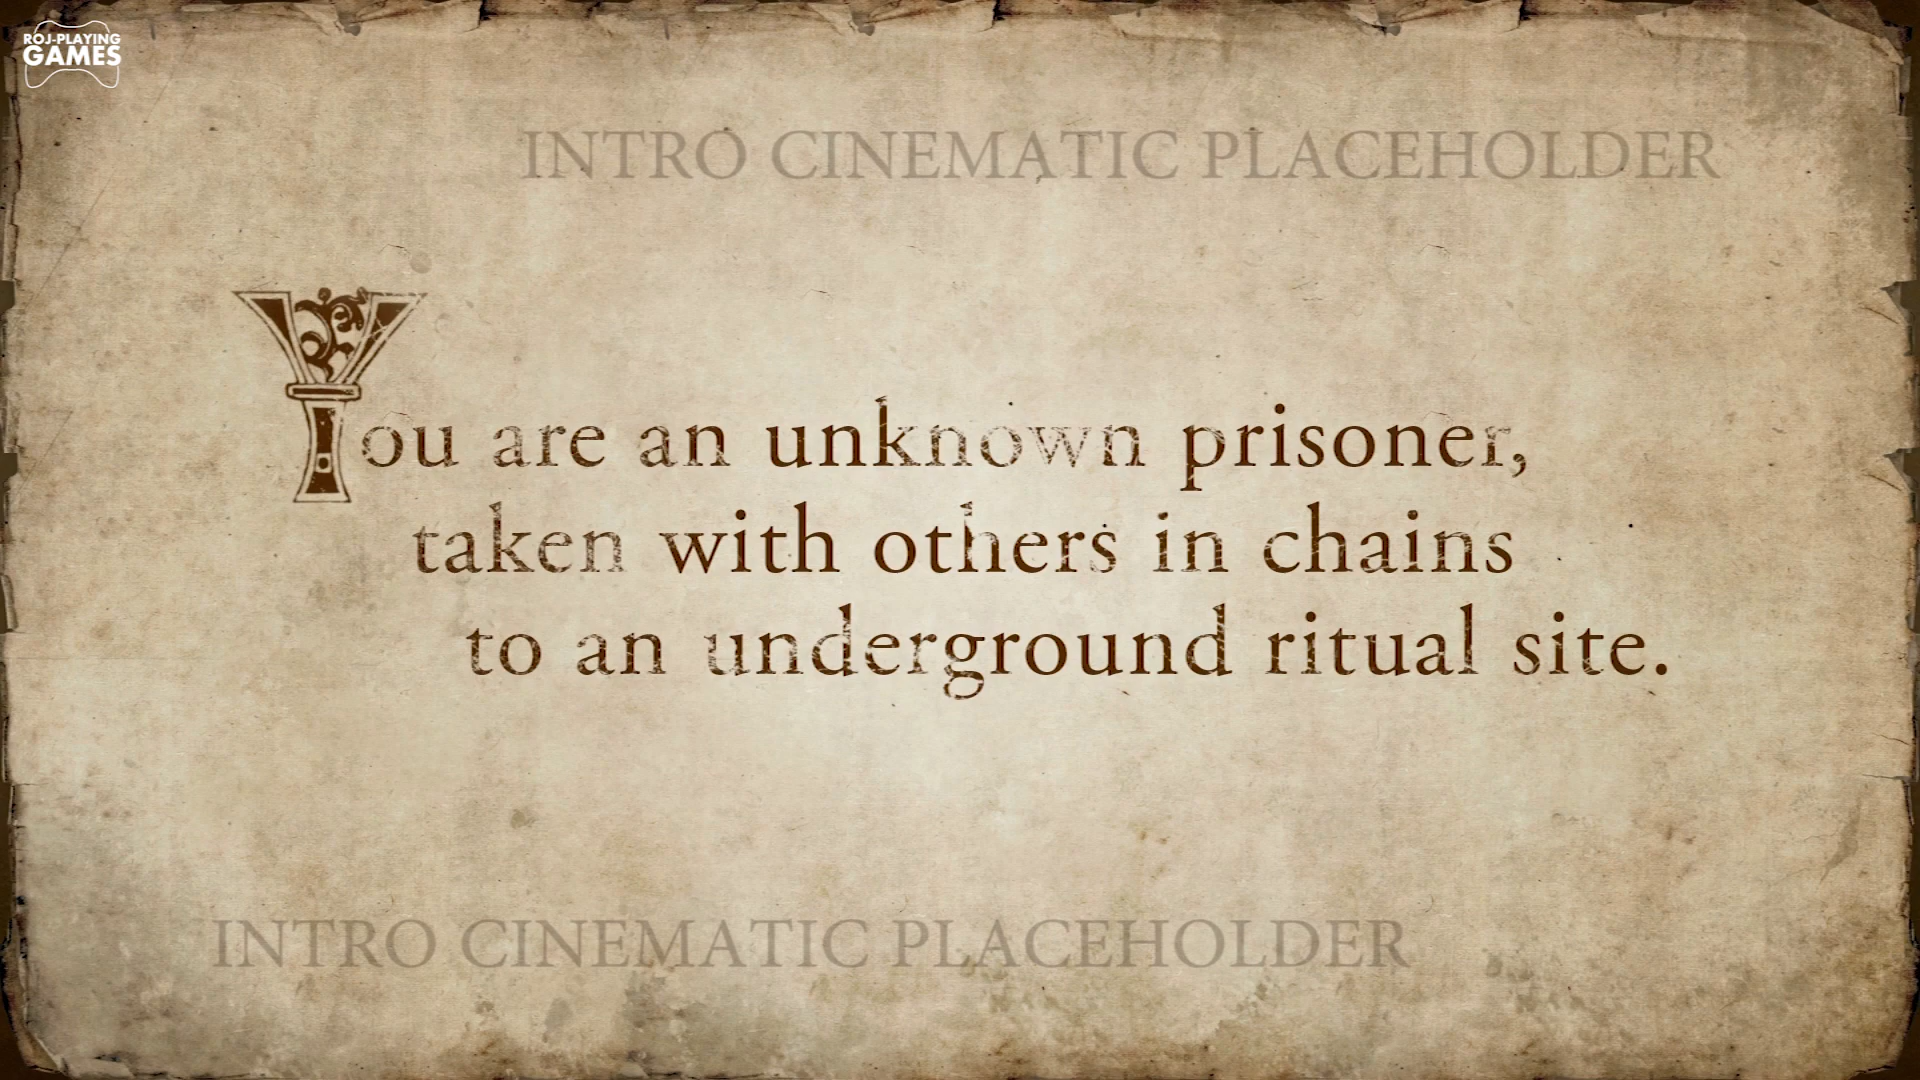 ROJ-PLAYING
GAMES
INTRO CINEMATIC PLACEHOLDER
You are an unknown prisoner,
taken with others in chains
to an underground ritual site.
INTRO CINEMATIC PLACEHOLDER